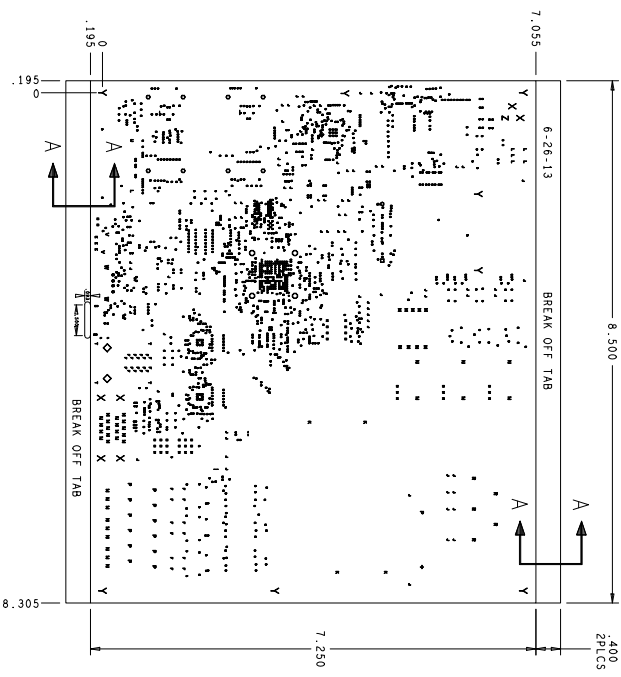 7.055
.195
0
.195
0
X
X
Z
Y
Y
Y
6-26-13
A
A
Y
Y
BREAK OFF TAB
8.500
X
X
BREAK OFF TAB
X
X
A
A
Y
Y
Y
8.305
7.250
.400
2PLCS